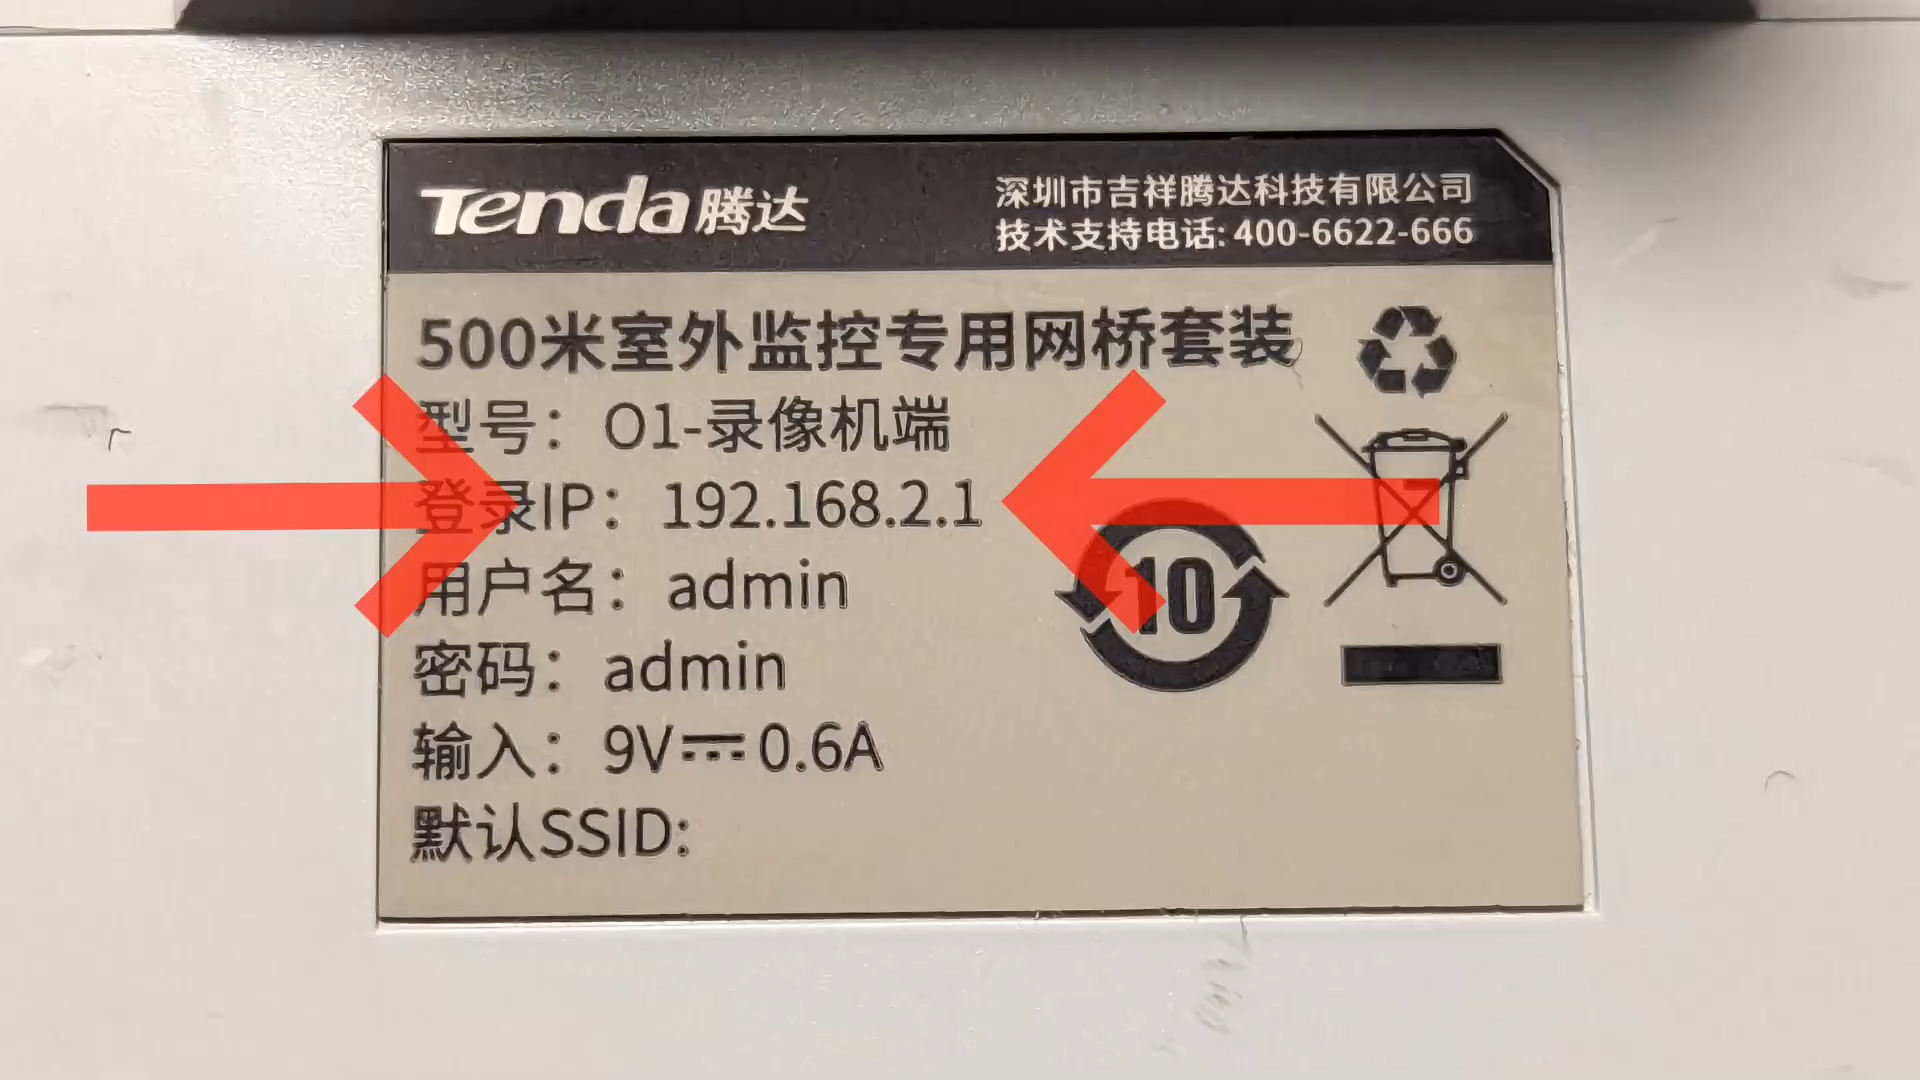 Tenda腾达
深圳市吉祥腾达科技有限公司
技术支持电话: 400-6622-666
500米室外监控专用网桥套装
型号： O1-录像机端
登录IP： 192.168.2.1
用户名： admin
密码： admin
输入： 9V⎓0.6A
默认SSID:
10